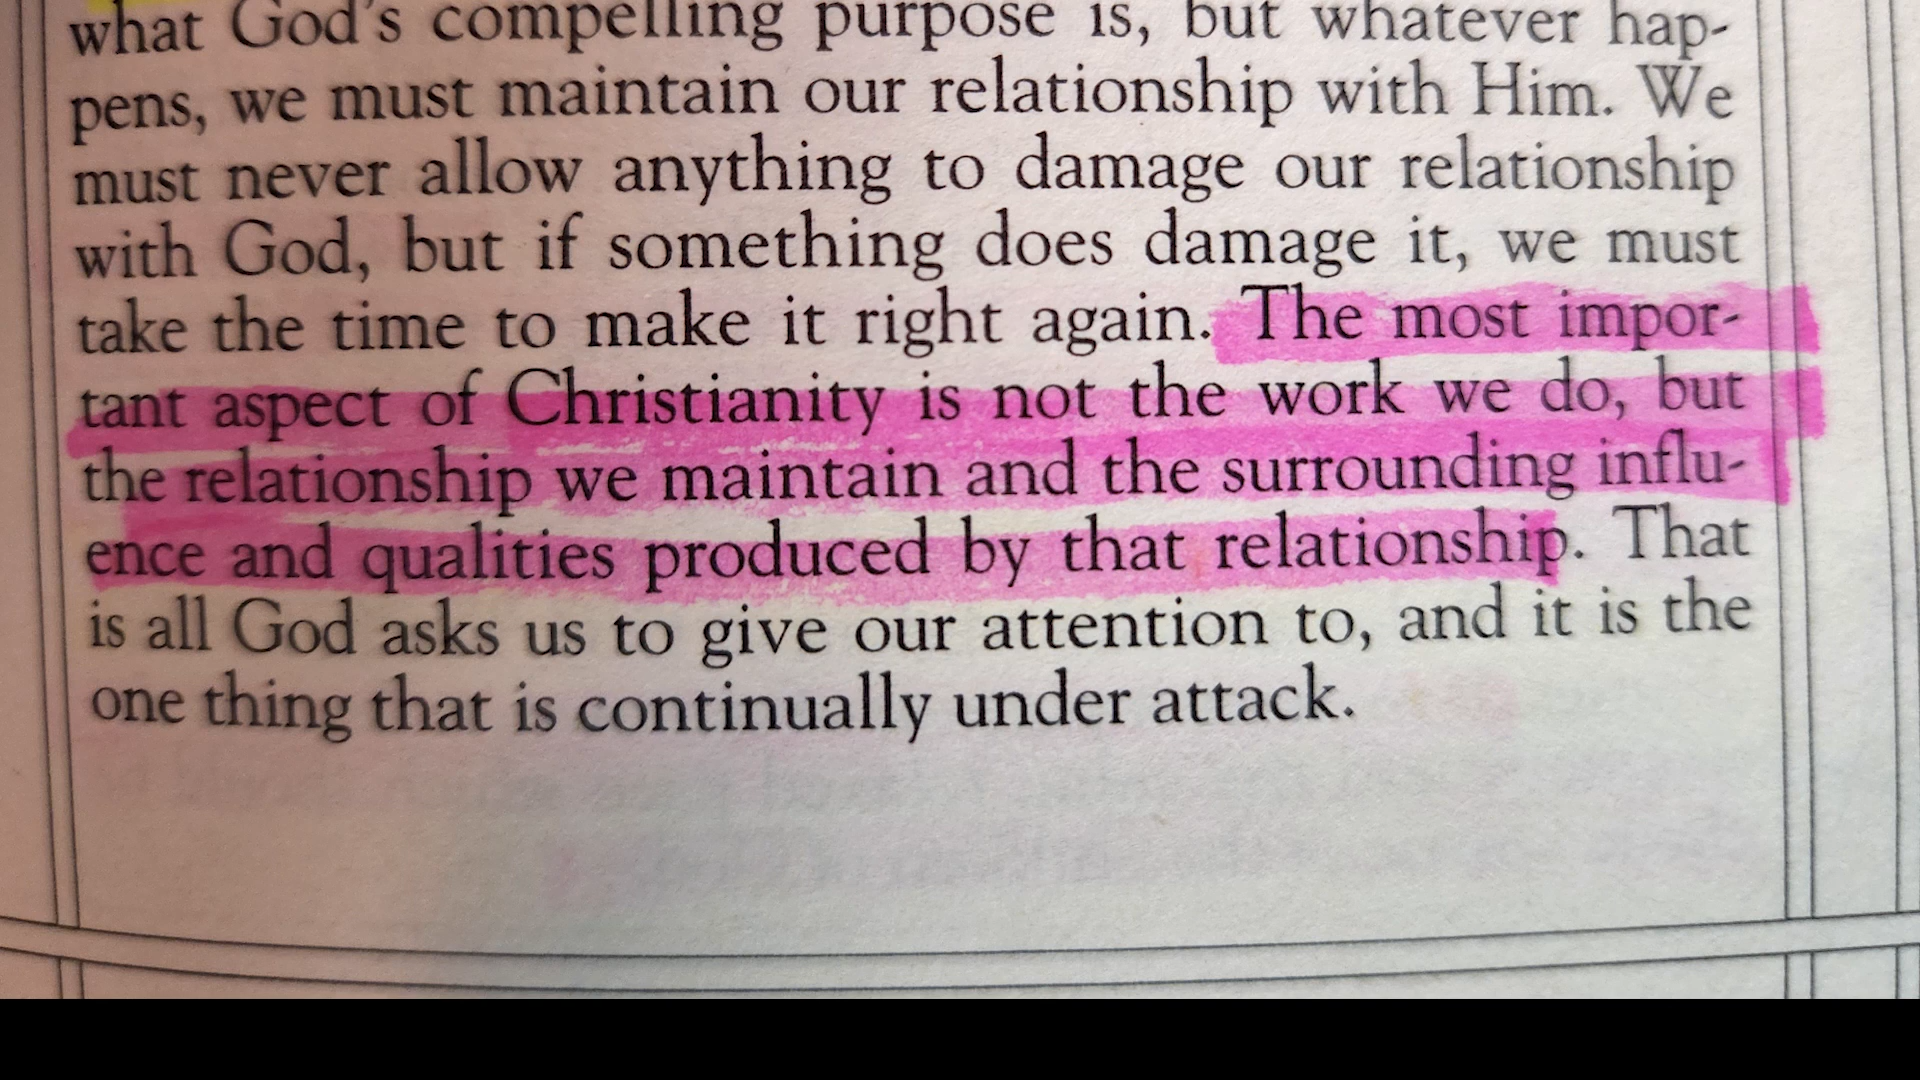 what God's compelling purpose is, but whatever hap-
pens, we must maintain our relationship with Him. We
must never allow anything to damage our relationship
with God, but if something does damage it, we must
take the time to make it right again. The most impor-
tant aspect of Christianity is not the work we do, but
the relationship we maintain and the surrounding influ-
ence and qualities produced by that relationship. That
is all God asks us to give our attention to, and it is the
one thing that is continually under attack.